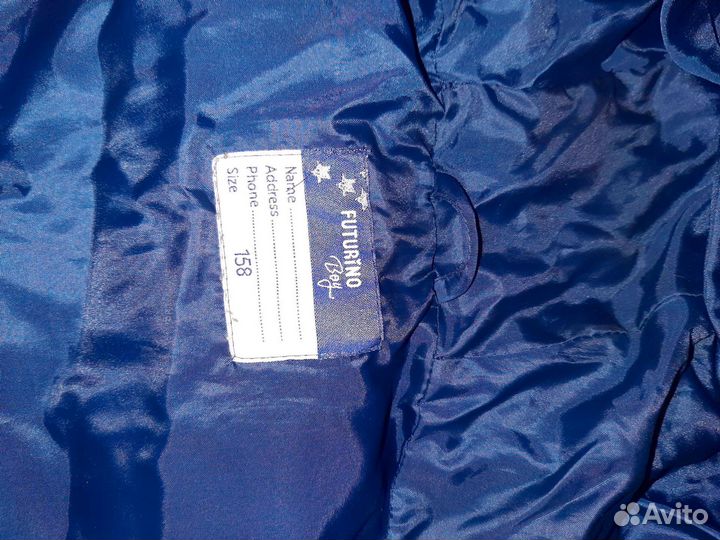 FUTURINO
Boy
Name
Address
Phone
Size 158
Avito